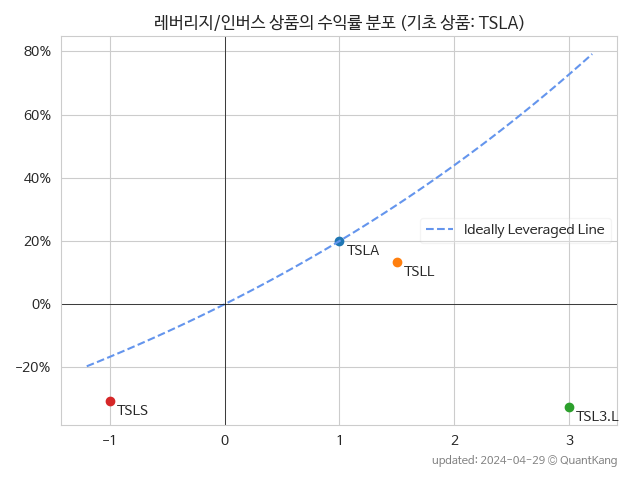 레버리지/인버스 상품의 수익률 분포 (기초 상품: TSLA)
80%
60%
40%
20%
0%
−20%
Ideally Leveraged Line
TSLA
TSLL
TSLS
TSL3.L
−1
0
1
2
3
updated: 2024-04-29 © QuantKang